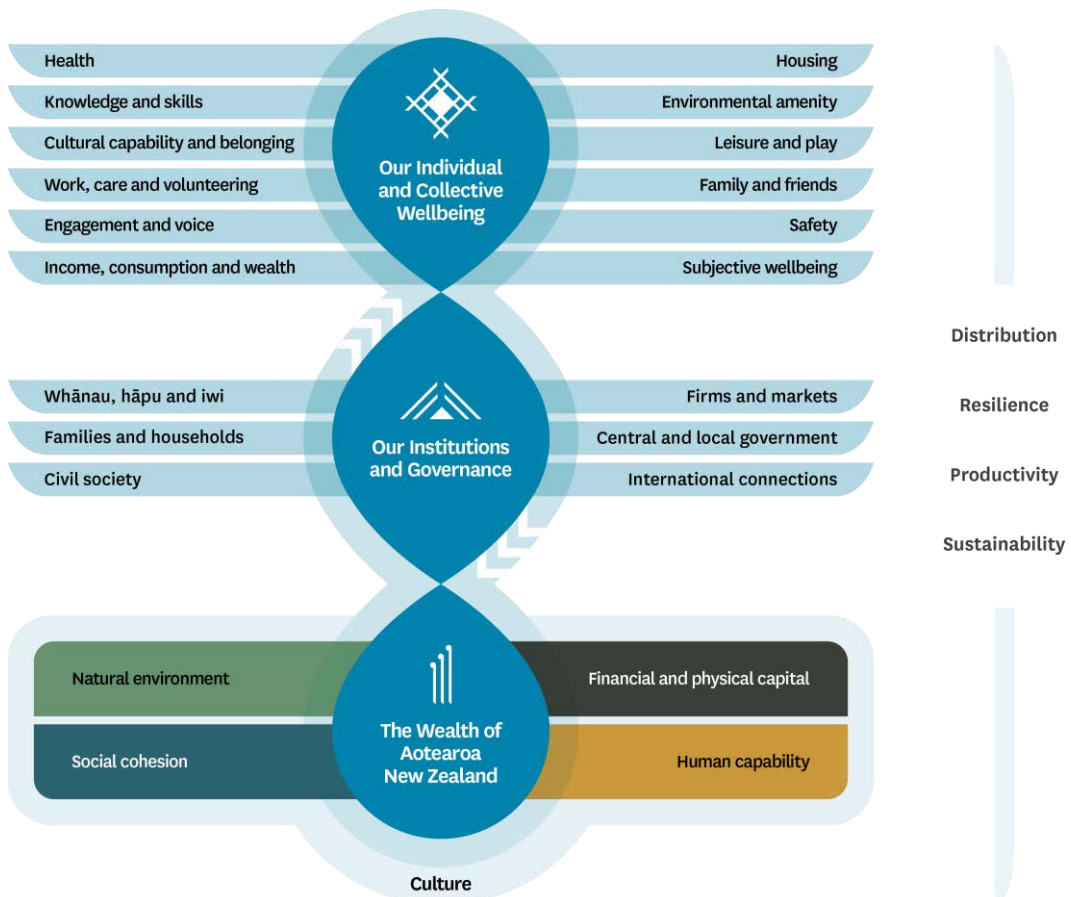 Health
Housing
Knowledge and skills
Environmental amenity
Cultural capability and belonging
Leisure and play
Work, care and volunteering
Family and friends
Engagement and voice
Safety
Income, consumption and wealth
Subjective wellbeing
Our Individual
and Collective
Wellbeing
Whānau, hāpu and iwi
Firms and markets
Families and households
Central and local government
Civil society
International connections
Our Institutions
and Governance
Natural environment
Financial and physical capital
Social cohesion
Human capability
The Wealth of
Aotearoa
New Zealand
Culture
Distribution
Resilience
Productivity
Sustainability